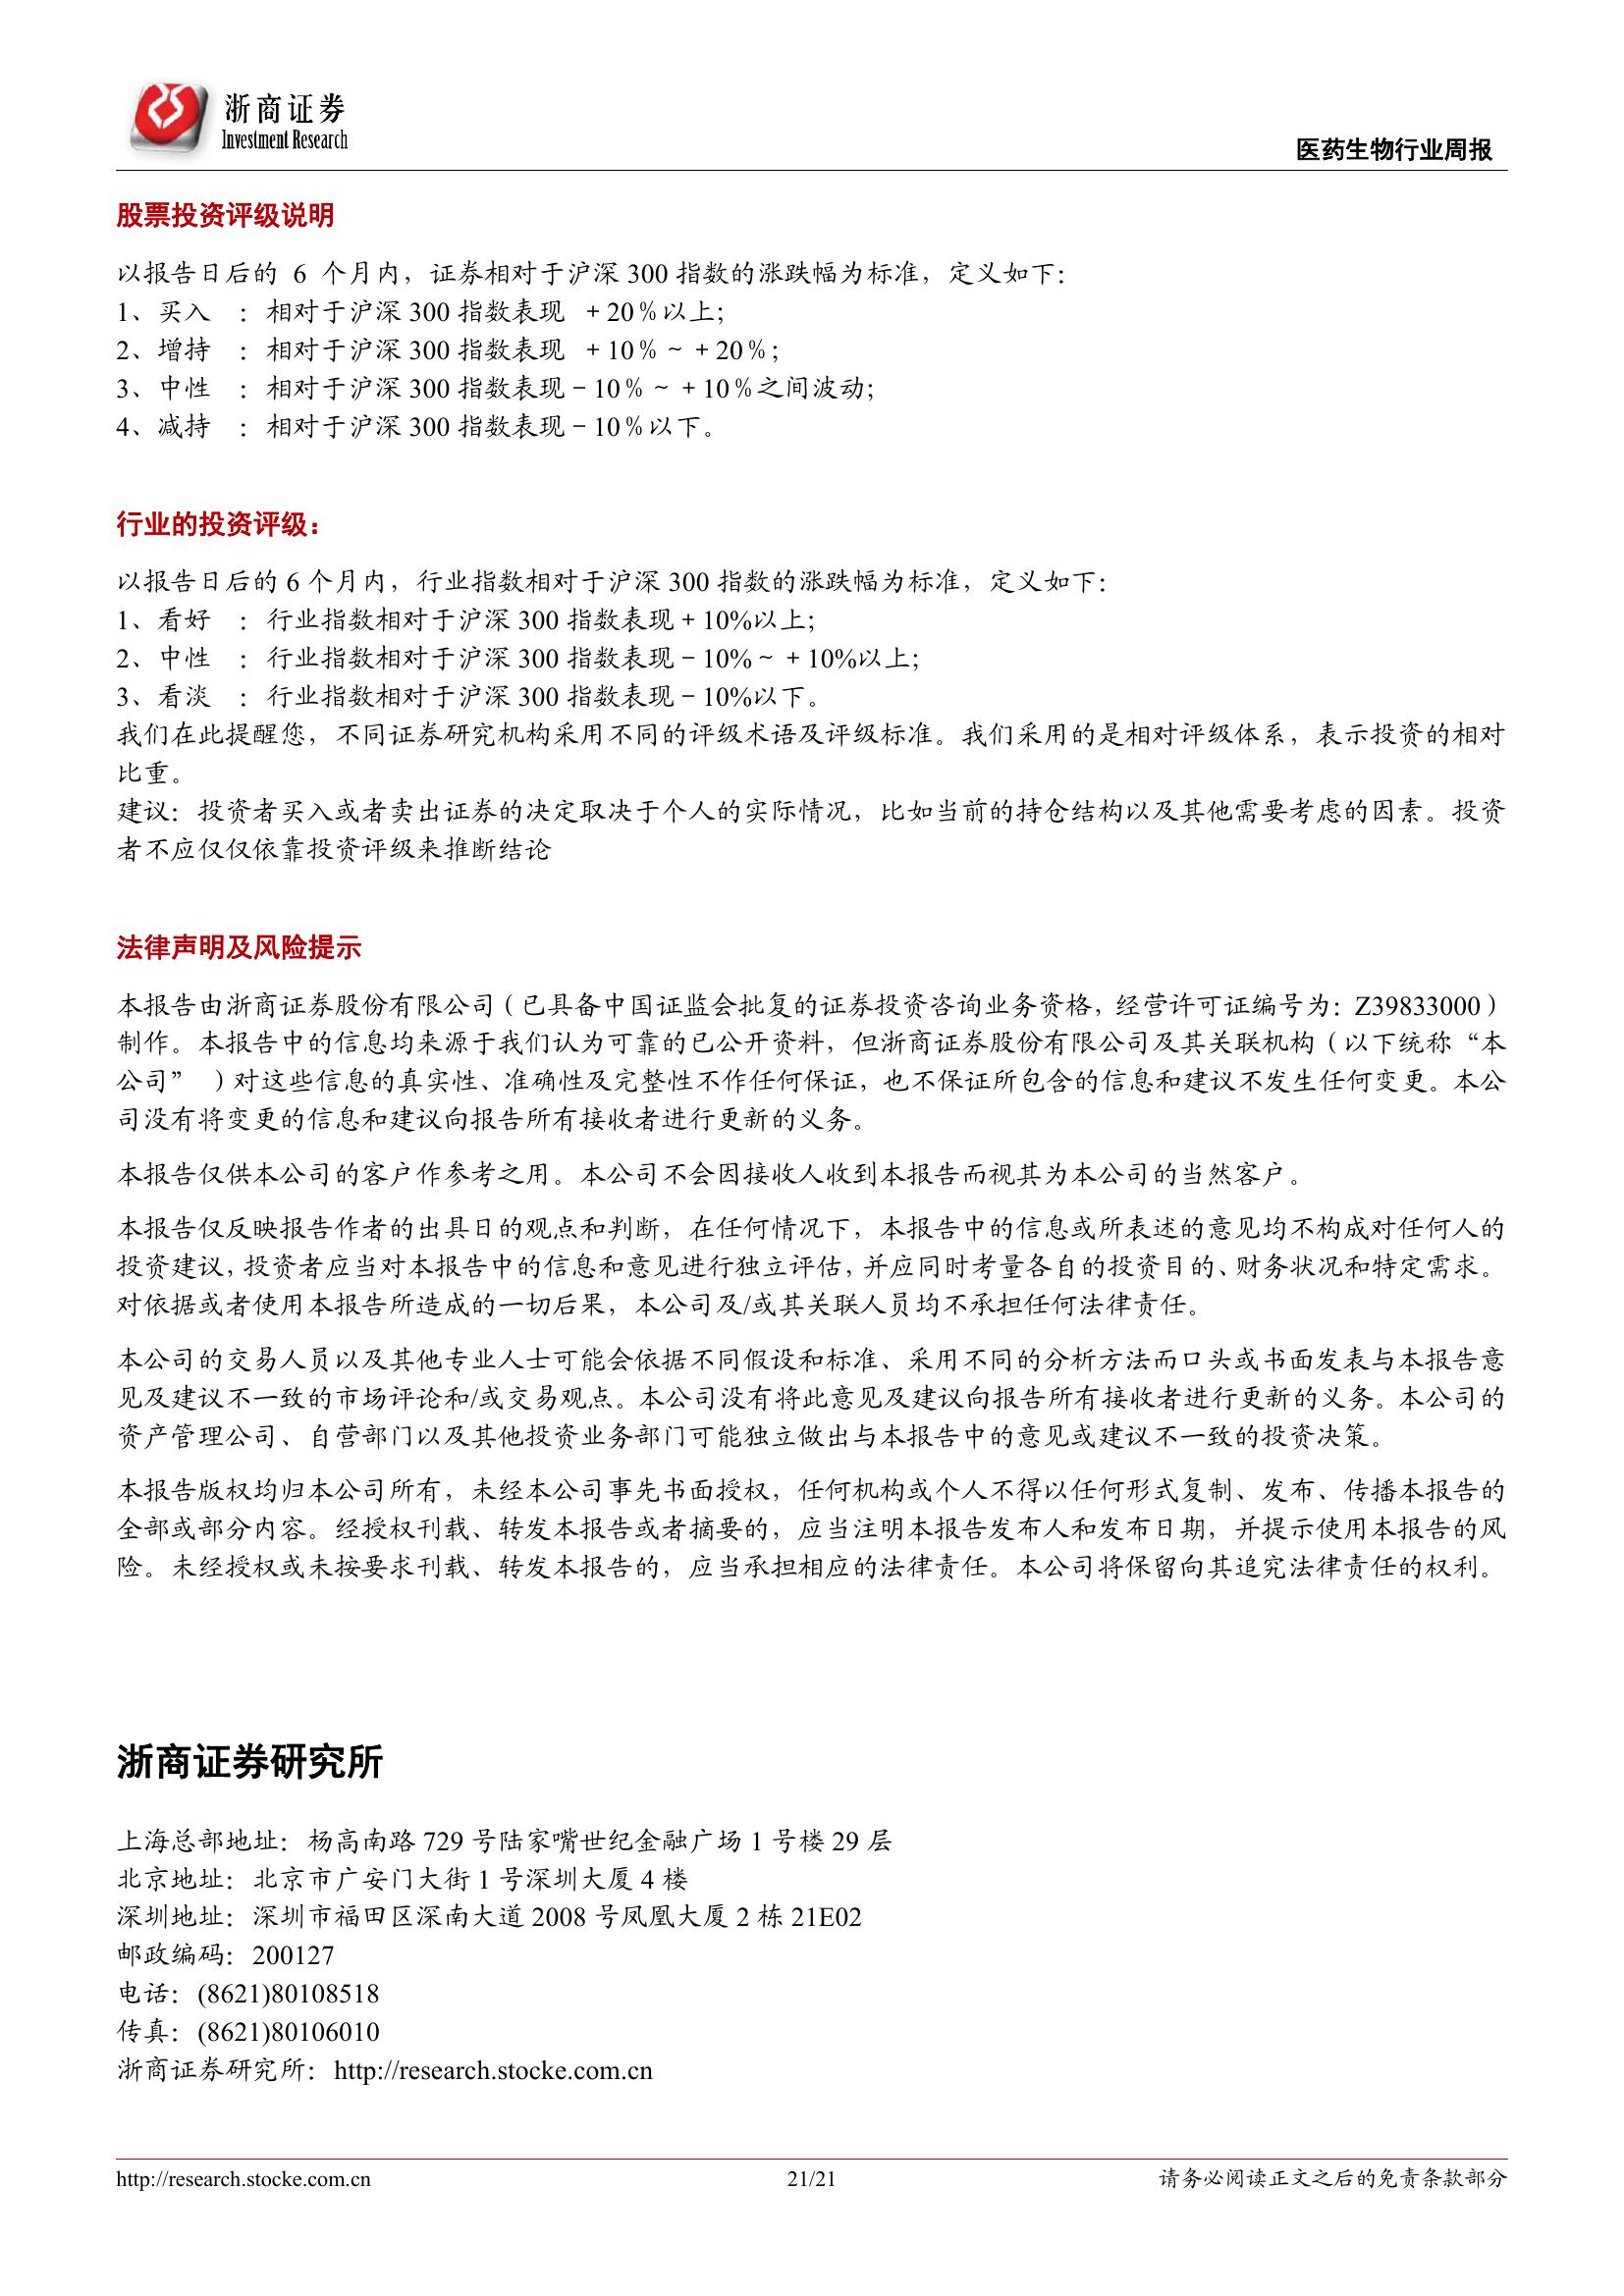 浙商证券
Investment Research
医药生物行业周报
股票投资评级说明
以报告日后的 6 个月内，证券相对于沪深 300 指数的涨跌幅为标准，定义如下：
1、买入 ：相对于沪深 300 指数表现 ＋20％以上；
2、增持 ：相对于沪深 300 指数表现 ＋10％～＋20％；
3、中性 ：相对于沪深 300 指数表现－10％～＋10％之间波动；
4、减持 ：相对于沪深 300 指数表现－10％以下。
行业的投资评级：
以报告日后的 6 个月内，行业指数相对于沪深 300 指数的涨跌幅为标准，定义如下：
1、看好 ：行业指数相对于沪深 300 指数表现＋10%以上；
2、中性 ：行业指数相对于沪深 300 指数表现－10%～＋10%以上；
3、看淡 ：行业指数相对于沪深 300 指数表现－10%以下。
我们在此提醒您，不同证券研究机构采用不同的评级术语及评级标准。我们采用的是相对评级体系，表示投资的相对
比重。
建议：投资者买入或者卖出证券的决定取决于个人的实际情况，比如当前的持仓结构以及其他需要考虑的因素。投资
者不应仅仅依靠投资评级来推断结论
法律声明及风险提示
本报告由浙商证券股份有限公司（已具备中国证监会批复的证券投资咨询业务资格，经营许可证编号为：Z39833000）
制作。本报告中的信息均来源于我们认为可靠的已公开资料，但浙商证券股份有限公司及其关联机构（以下统称“本
公司” ）对这些信息的真实性、准确性及完整性不作任何保证，也不保证所包含的信息和建议不发生任何变更。本公
司没有将变更的信息和建议向报告所有接收者进行更新的义务。
本报告仅供本公司的客户作参考之用。本公司不会因接收人收到本报告而视其为本公司的当然客户。
本报告仅反映报告作者的出具日的观点和判断，在任何情况下，本报告中的信息或所表述的意见均不构成对任何人的
投资建议，投资者应当对本报告中的信息和意见进行独立评估，并应同时考量各自的投资目的、财务状况和特定需求。
对依据或者使用本报告所造成的一切后果，本公司及/或其关联人员均不承担任何法律责任。
本公司的交易人员以及其他专业人士可能会依据不同假设和标准、采用不同的分析方法而口头或书面发表与本报告意
见及建议不一致的市场评论和/或交易观点。本公司没有将此意见及建议向报告所有接收者进行更新的义务。本公司的
资产管理公司、自营部门以及其他投资业务部门可能独立做出与本报告中的意见或建议不一致的投资决策。
本报告版权均归本公司所有，未经本公司事先书面授权，任何机构或个人不得以任何形式复制、发布、传播本报告的
全部或部分内容。经授权刊载、转发本报告或者摘要的，应当注明本报告发布人和发布日期，并提示使用本报告的风
险。未经授权或未按要求刊载、转发本报告的，应当承担相应的法律责任。本公司将保留向其追究法律责任的权利。
浙商证券研究所
上海总部地址：杨高南路 729 号陆家嘴世纪金融广场 1 号楼 29 层
北京地址：北京市广安门大街 1 号深圳大厦 4 楼
深圳地址：深圳市福田区深南大道 2008 号凤凰大厦 2 栋 21E02
邮政编码：200127
电话：(8621)80108518
传真：(8621)80106010
浙商证券研究所：http://research.stocke.com.cn
http://research.stocke.com.cn 21/21 请务必阅读正文之后的免责条款部分